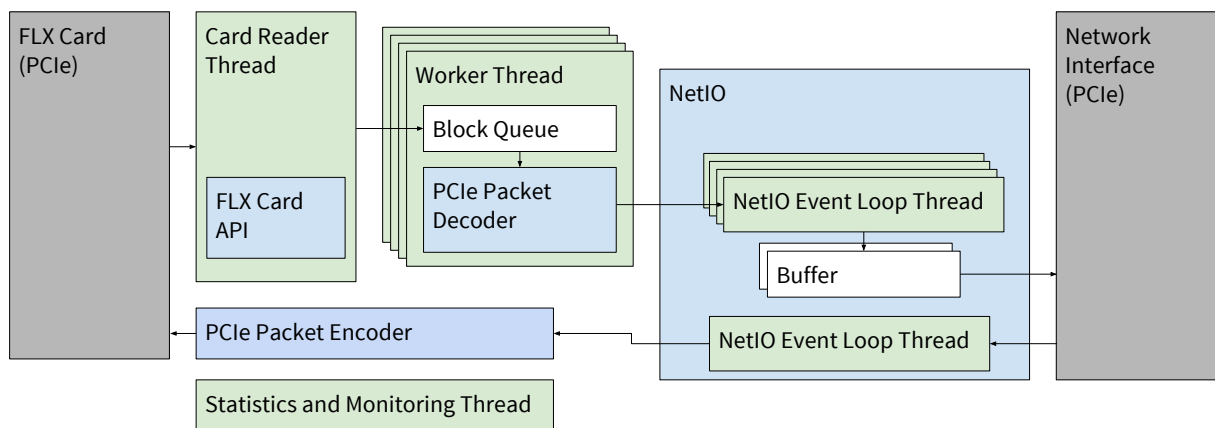 FLX Card
(PCIe)
Card Reader
Thread
FLX Card
API
Worker Thread
Block Queue
PCIe Packet
Decoder
NetIO
NetIO Event Loop Thread
Buffer
NetIO Event Loop Thread
Network
Interface
(PCIe)
PCIe Packet Encoder
Statistics and Monitoring Thread